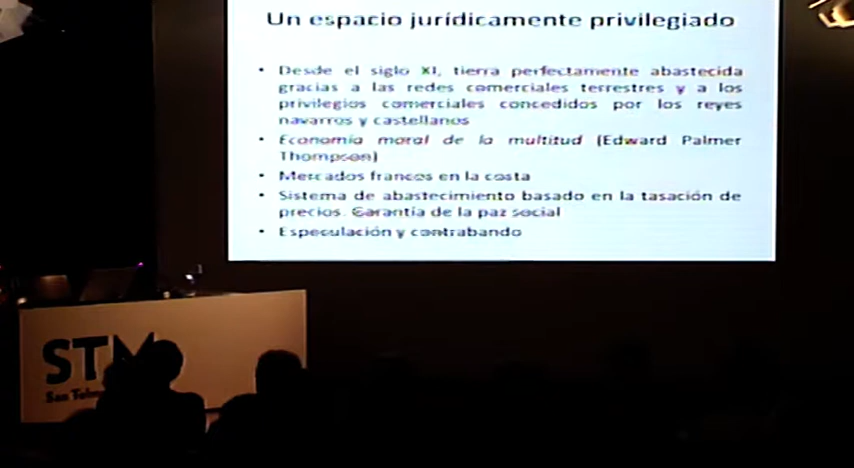 Un espacio jurídicamente privilegiado
• Desde el siglo XI, tierra perfectamente abastecida
gracias a las redes comerciales terrestres y a los
privilegios comerciales concedidos por los reyes
navarros y castellanos
• Economía moral de la multitud (Edward Palmer
Thompson)
• Mercados francos en la costa
• Sistema de abastecimiento basado en la tasación de
precios. Garantía de la paz social
• Especulación y contrabando
STM
San